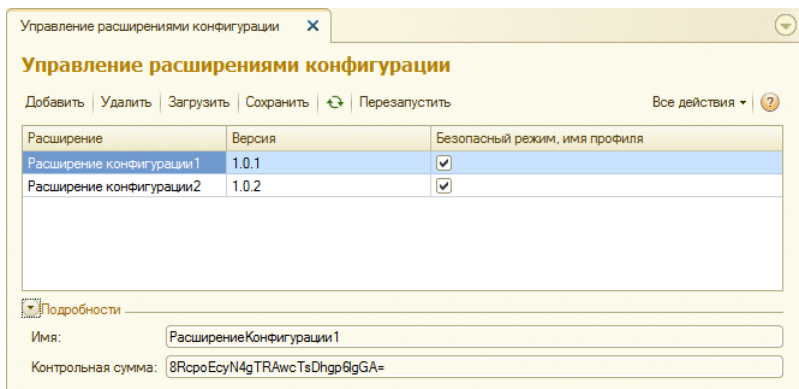 Управление расширениями конфигурации
Управление расширениями конфигурации
Добавить Удалить Загрузить Сохранить Перезапустить Все действия ?
Расширение Версия Безопасный режим, имя профиля
Расширение конфигурации1 1.0.1
Расширение конфигурации2 1.0.2
Подробности
Имя: РасширениеКонфигурации1
Контрольная сумма: 8RcpoEcyN4gTRAwcTsDhgp6lgGA=